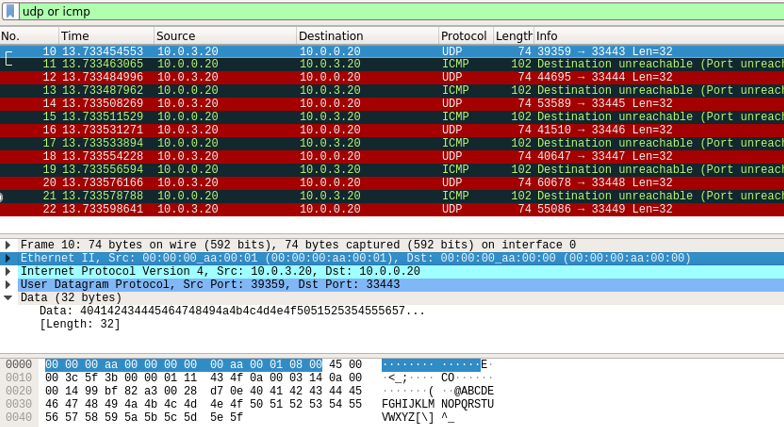 udp or icmp
No. Time Source Destination Protocol Length Info
10 13.733454553 10.0.3.20 10.0.0.20 UDP 74 39359 → 33443 Len=32
11 13.733463065 10.0.0.20 10.0.3.20 ICMP 102 Destination unreachable (Port unreach
12 13.733484996 10.0.3.20 10.0.0.20 UDP 74 44695 → 33444 Len=32
13 13.733487962 10.0.0.20 10.0.3.20 ICMP 102 Destination unreachable (Port unreach
14 13.733508269 10.0.3.20 10.0.0.20 UDP 74 53589 → 33445 Len=32
15 13.733511529 10.0.0.20 10.0.3.20 ICMP 102 Destination unreachable (Port unreach
16 13.733531271 10.0.3.20 10.0.0.20 UDP 74 41510 → 33446 Len=32
17 13.733533894 10.0.0.20 10.0.3.20 ICMP 102 Destination unreachable (Port unreach
18 13.733554228 10.0.3.20 10.0.0.20 UDP 74 40647 → 33447 Len=32
19 13.733556594 10.0.0.20 10.0.3.20 ICMP 102 Destination unreachable (Port unreach
20 13.733576166 10.0.3.20 10.0.0.20 UDP 74 60678 → 33448 Len=32
21 13.733578788 10.0.0.20 10.0.3.20 ICMP 102 Destination unreachable (Port unreach
22 13.733598641 10.0.3.20 10.0.0.20 UDP 74 55086 → 33449 Len=32
Frame 10: 74 bytes on wire (592 bits), 74 bytes captured (592 bits) on interface 0
Ethernet II, Src: 00:00:00_aa:00:01 (00:00:00:aa:00:01), Dst: 00:00:00_aa:00:00 (00:00:00:aa:00:00)
Internet Protocol Version 4, Src: 10.0.3.20, Dst: 10.0.0.20
User Datagram Protocol, Src Port: 39359, Dst Port: 33443
Data (32 bytes)
Data: 404142434445464748494a4b4c4d4e4f5051525354555657...
[Length: 32]
0000 00 00 00 aa 00 00 00 00 00 aa 00 01 08 00 45 00 ········ ······E·
0010 00 3c 5f 3b 00 00 01 11 43 4f 0a 00 03 14 0a 00 ·<_;···· CO······
0020 00 14 99 bf 82 a3 00 28 d7 0e 40 41 42 43 44 45 ·······( ··@ABCDE
0030 46 47 48 49 4a 4b 4c 4d 4e 4f 50 51 52 53 54 55 FGHIJKLM NOPQRSTU
0040 56 57 58 59 5a 5b 5c 5d 5e 5f VWXYZ[\] ^_